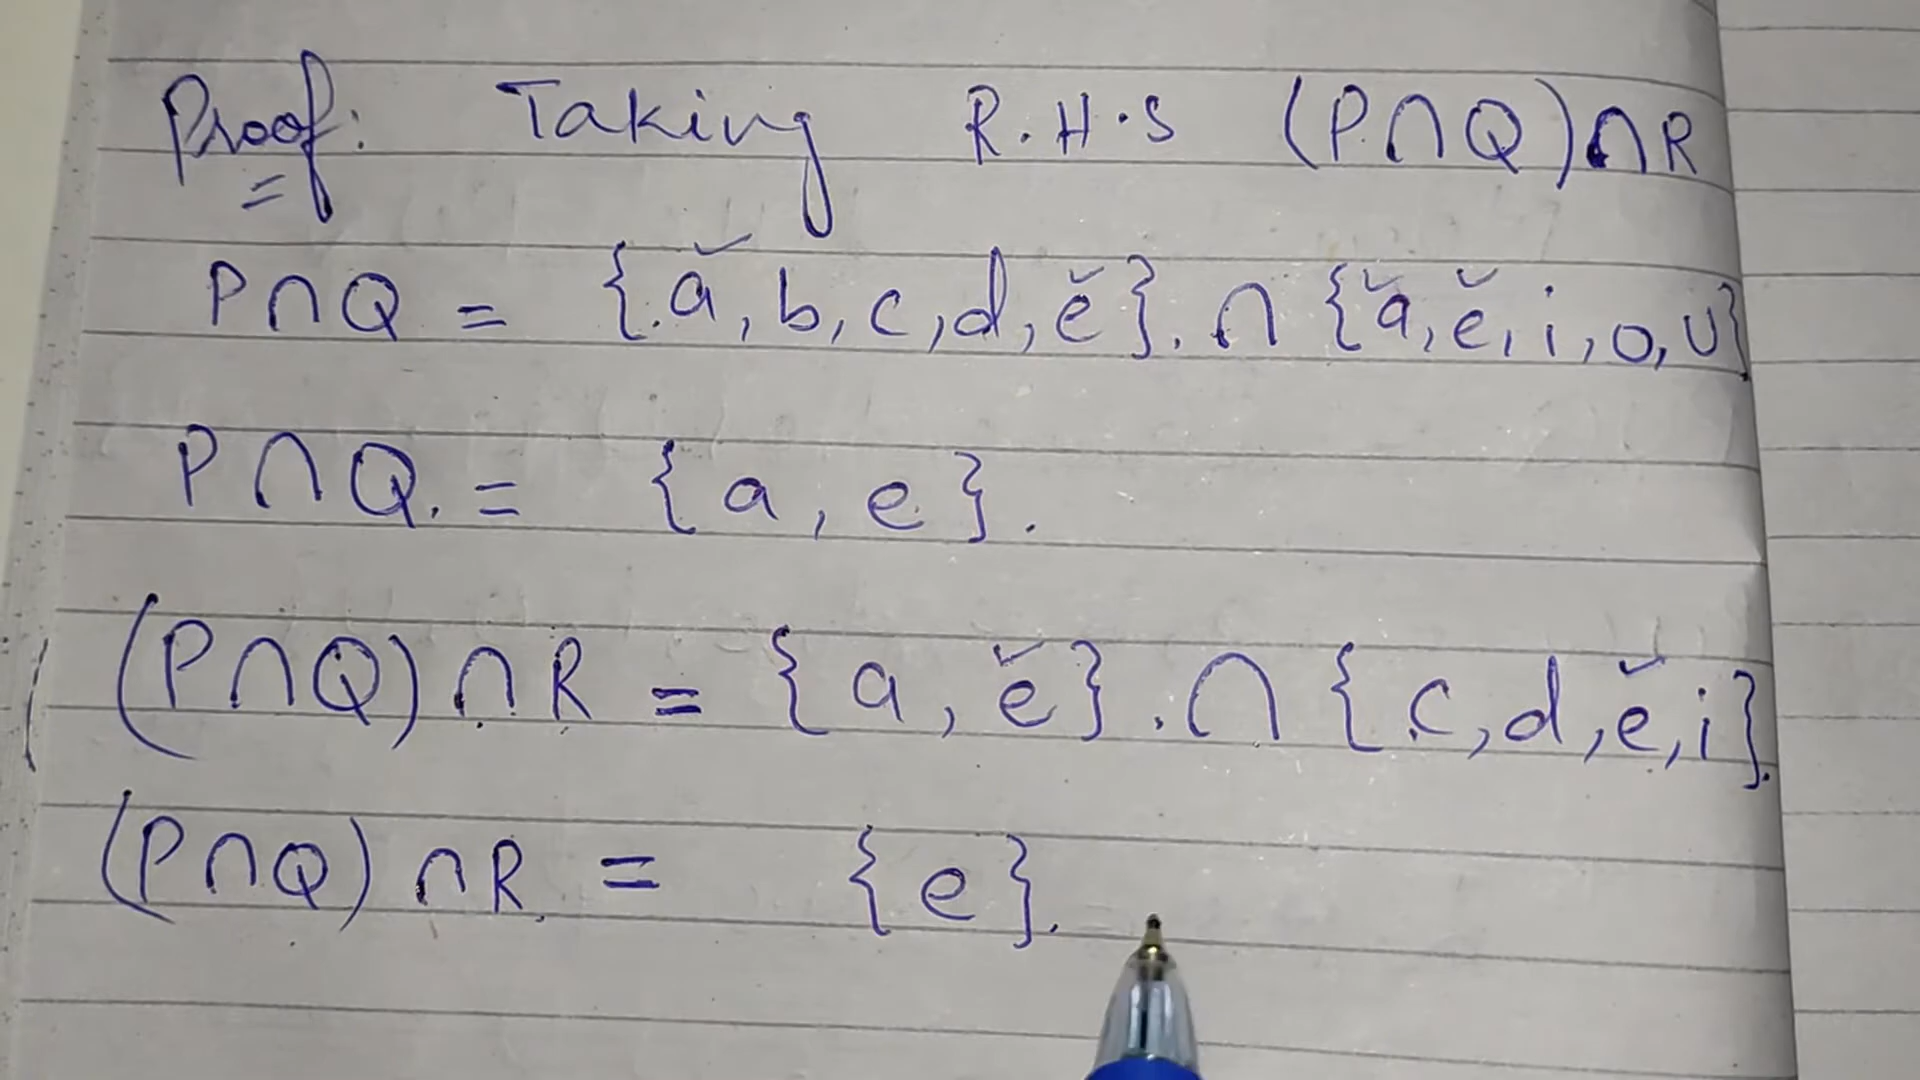 Proof: Taking R.H.S (P∩Q)∩R
P∩Q = {a, b, c, d, e}. ∩ {a, e, i, o, u}
P∩Q. = {a, e}.
(P∩Q)∩R = {a, e}. ∩ {c, d, e, i}.
(P∩Q)∩R = {e}.